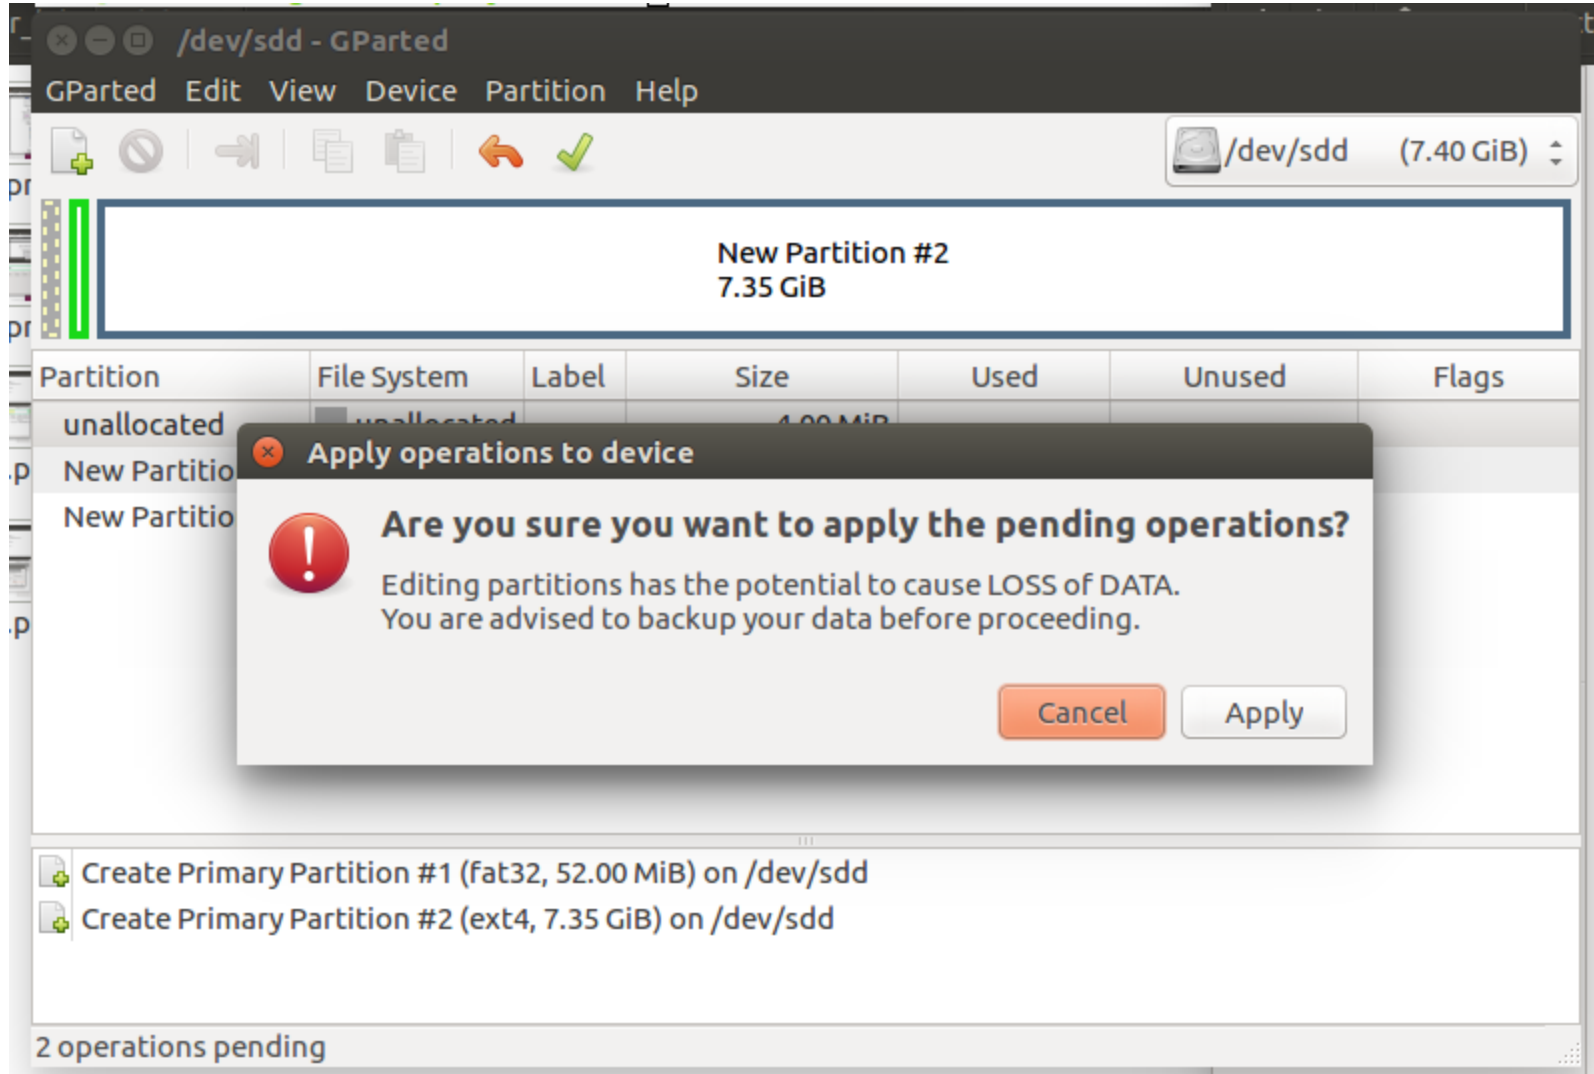 /dev/sdd - GParted
GParted Edit View Device Partition Help
/dev/sdd (7.40 GiB)
New Partition #2
7.35 GiB
Partition File System Label Size Used Unused Flags
unallocated unallocated 4.00 MiB
New Partitio
New Partitio
Apply operations to device
Are you sure you want to apply the pending operations?
Editing partitions has the potential to cause LOSS of DATA.
You are advised to backup your data before proceeding.
Cancel Apply
Create Primary Partition #1 (fat32, 52.00 MiB) on /dev/sdd
Create Primary Partition #2 (ext4, 7.35 GiB) on /dev/sdd
2 operations pending